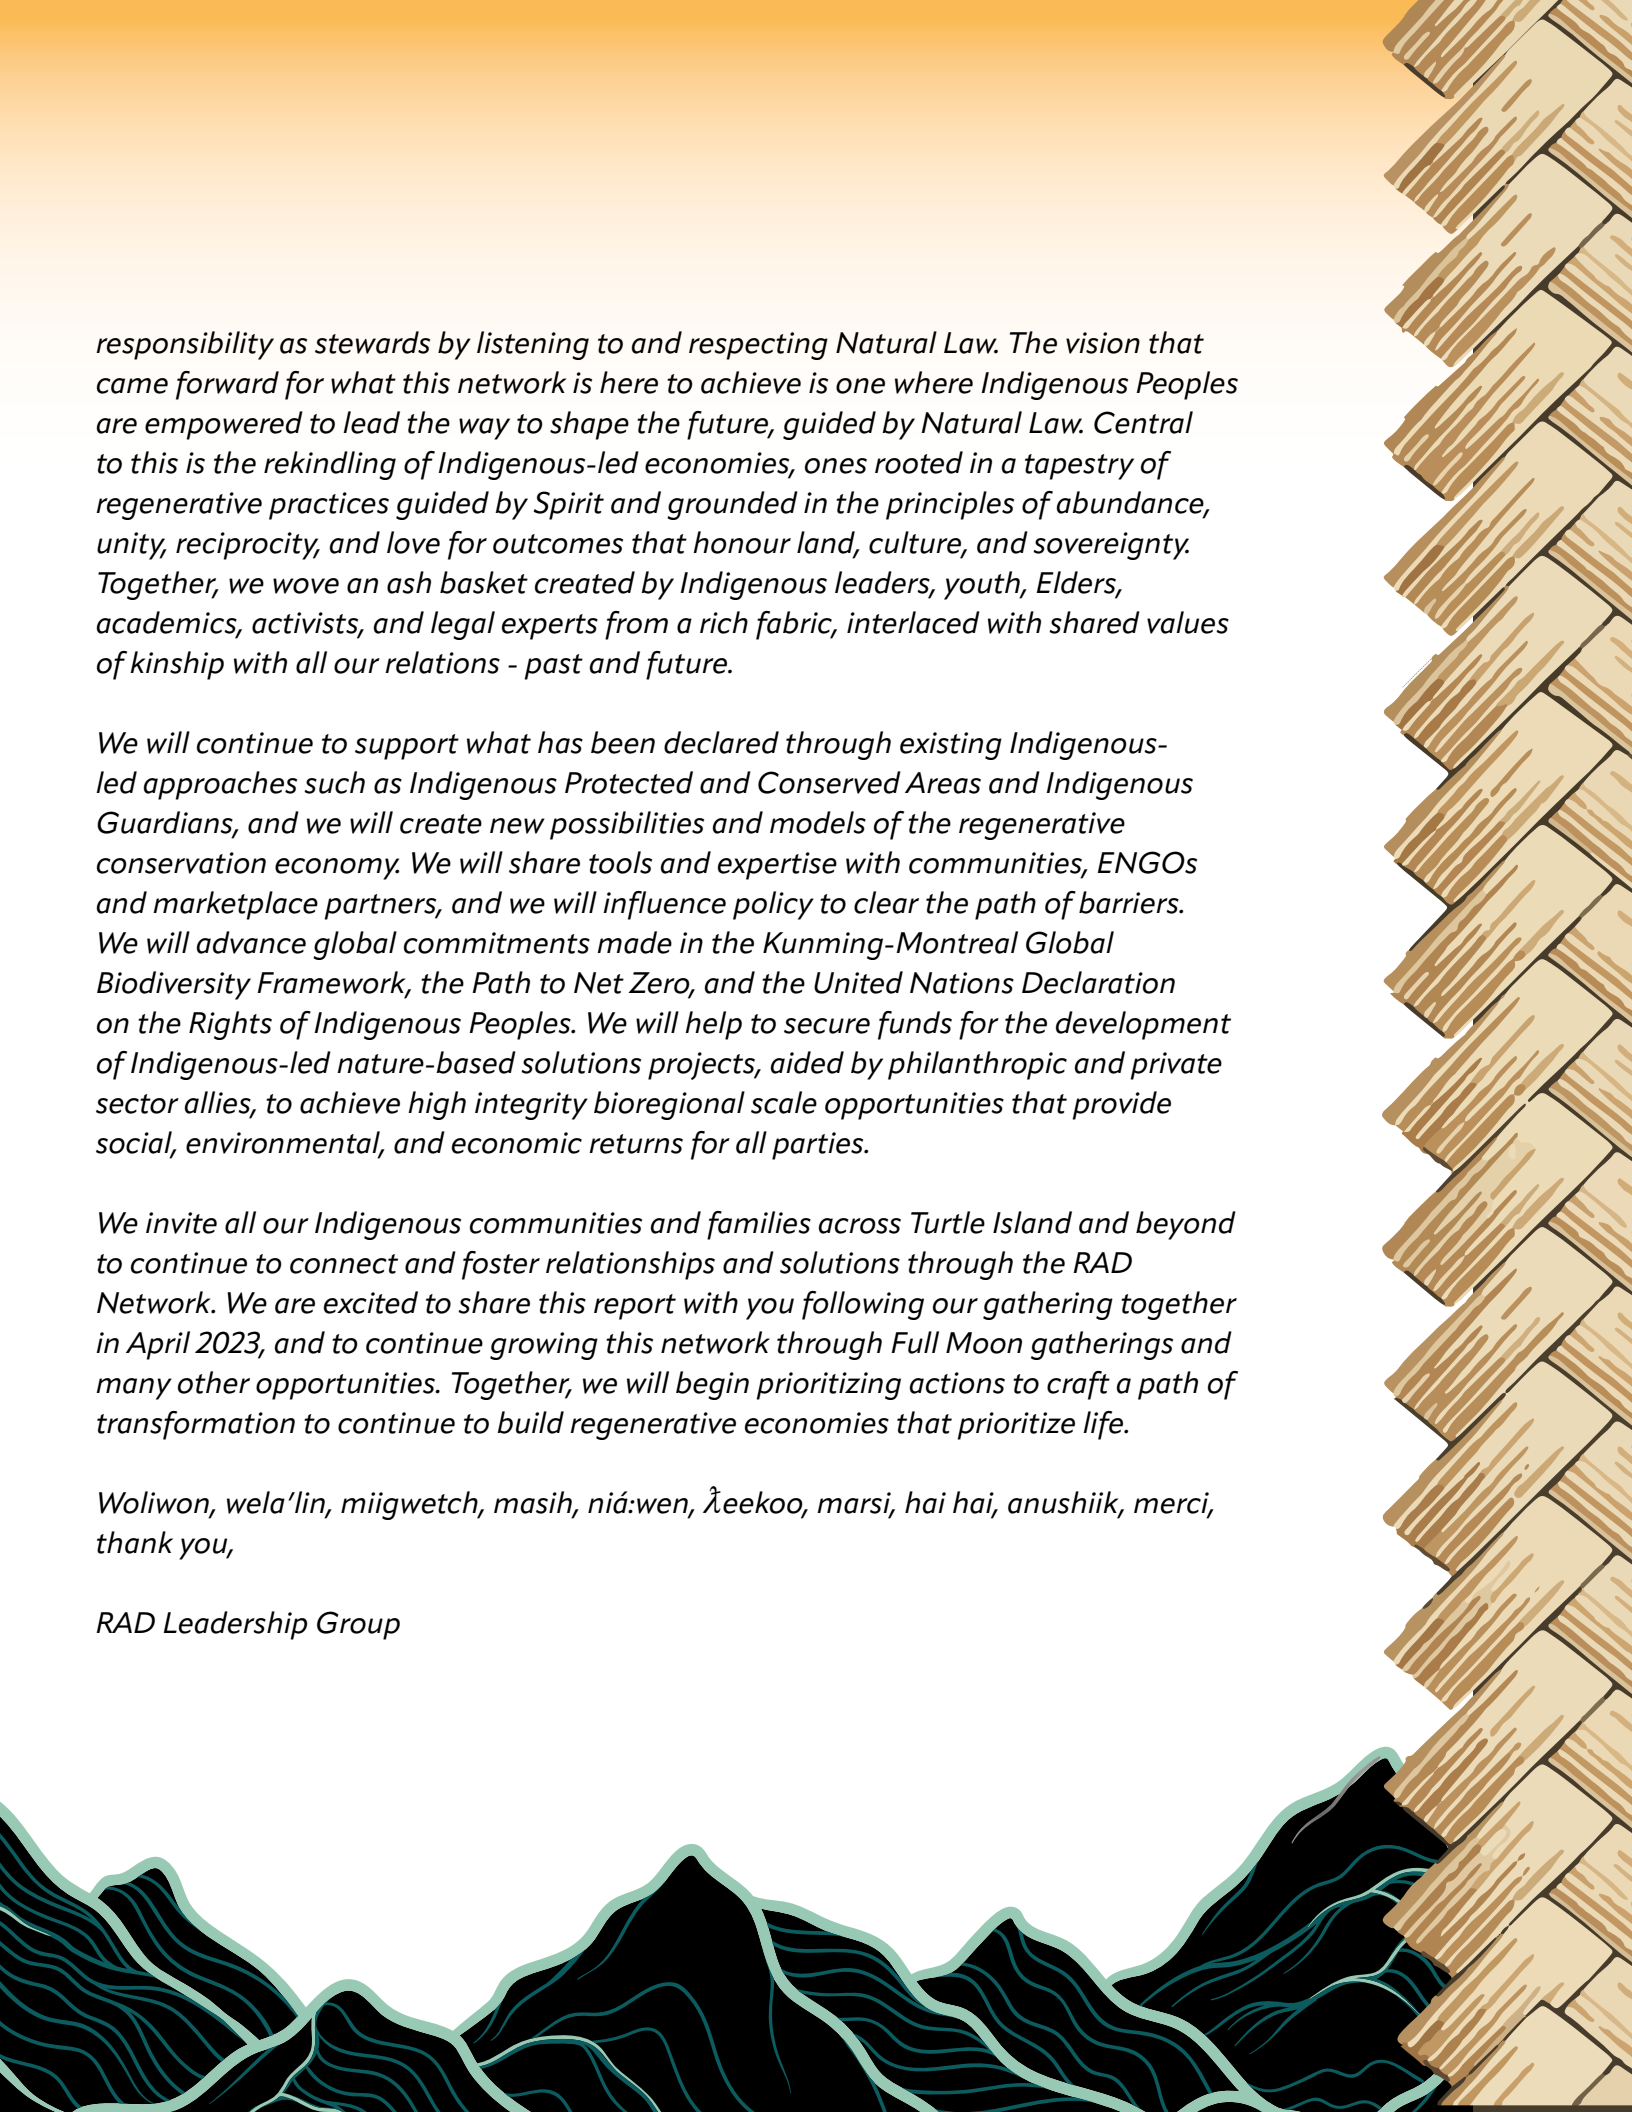 responsibility as stewards by listening to and respecting Natural Law. The vision that
came forward for what this network is here to achieve is one where Indigenous Peoples
are empowered to lead the way to shape the future, guided by Natural Law. Central
to this is the rekindling of Indigenous-led economies, ones rooted in a tapestry of
regenerative practices guided by Spirit and grounded in the principles of abundance,
unity, reciprocity, and love for outcomes that honour land, culture, and sovereignty.
Together, we wove an ash basket created by Indigenous leaders, youth, Elders,
academics, activists, and legal experts from a rich fabric, interlaced with shared values
of kinship with all our relations - past and future.
We will continue to support what has been declared through existing Indigenous-
led approaches such as Indigenous Protected and Conserved Areas and Indigenous
Guardians, and we will create new possibilities and models of the regenerative
conservation economy. We will share tools and expertise with communities, ENGOs
and marketplace partners, and we will influence policy to clear the path of barriers.
We will advance global commitments made in the Kunming-Montreal Global
Biodiversity Framework, the Path to Net Zero, and the United Nations Declaration
on the Rights of Indigenous Peoples. We will help to secure funds for the development
of Indigenous-led nature-based solutions projects, aided by philanthropic and private
sector allies, to achieve high integrity bioregional scale opportunities that provide
social, environmental, and economic returns for all parties.
We invite all our Indigenous communities and families across Turtle Island and beyond
to continue to connect and foster relationships and solutions through the RAD
Network. We are excited to share this report with you following our gathering together
in April 2023, and to continue growing this network through Full Moon gatherings and
many other opportunities. Together, we will begin prioritizing actions to craft a path of
transformation to continue to build regenerative economies that prioritize life.
Woliwon, wela’lin, miigwetch, masih, niá:wen, ƛ̓eekoo, marsi, hai hai, anushiik, merci,
thank you,
RAD Leadership Group